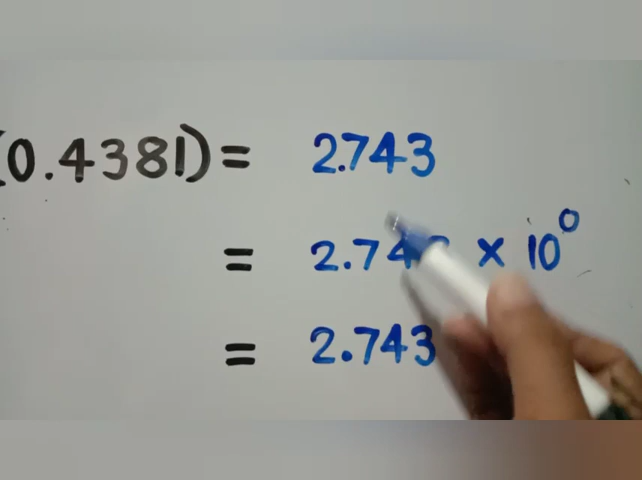 (0.4381) = 2.743
= 2.74 × 10⁰
= 2.743